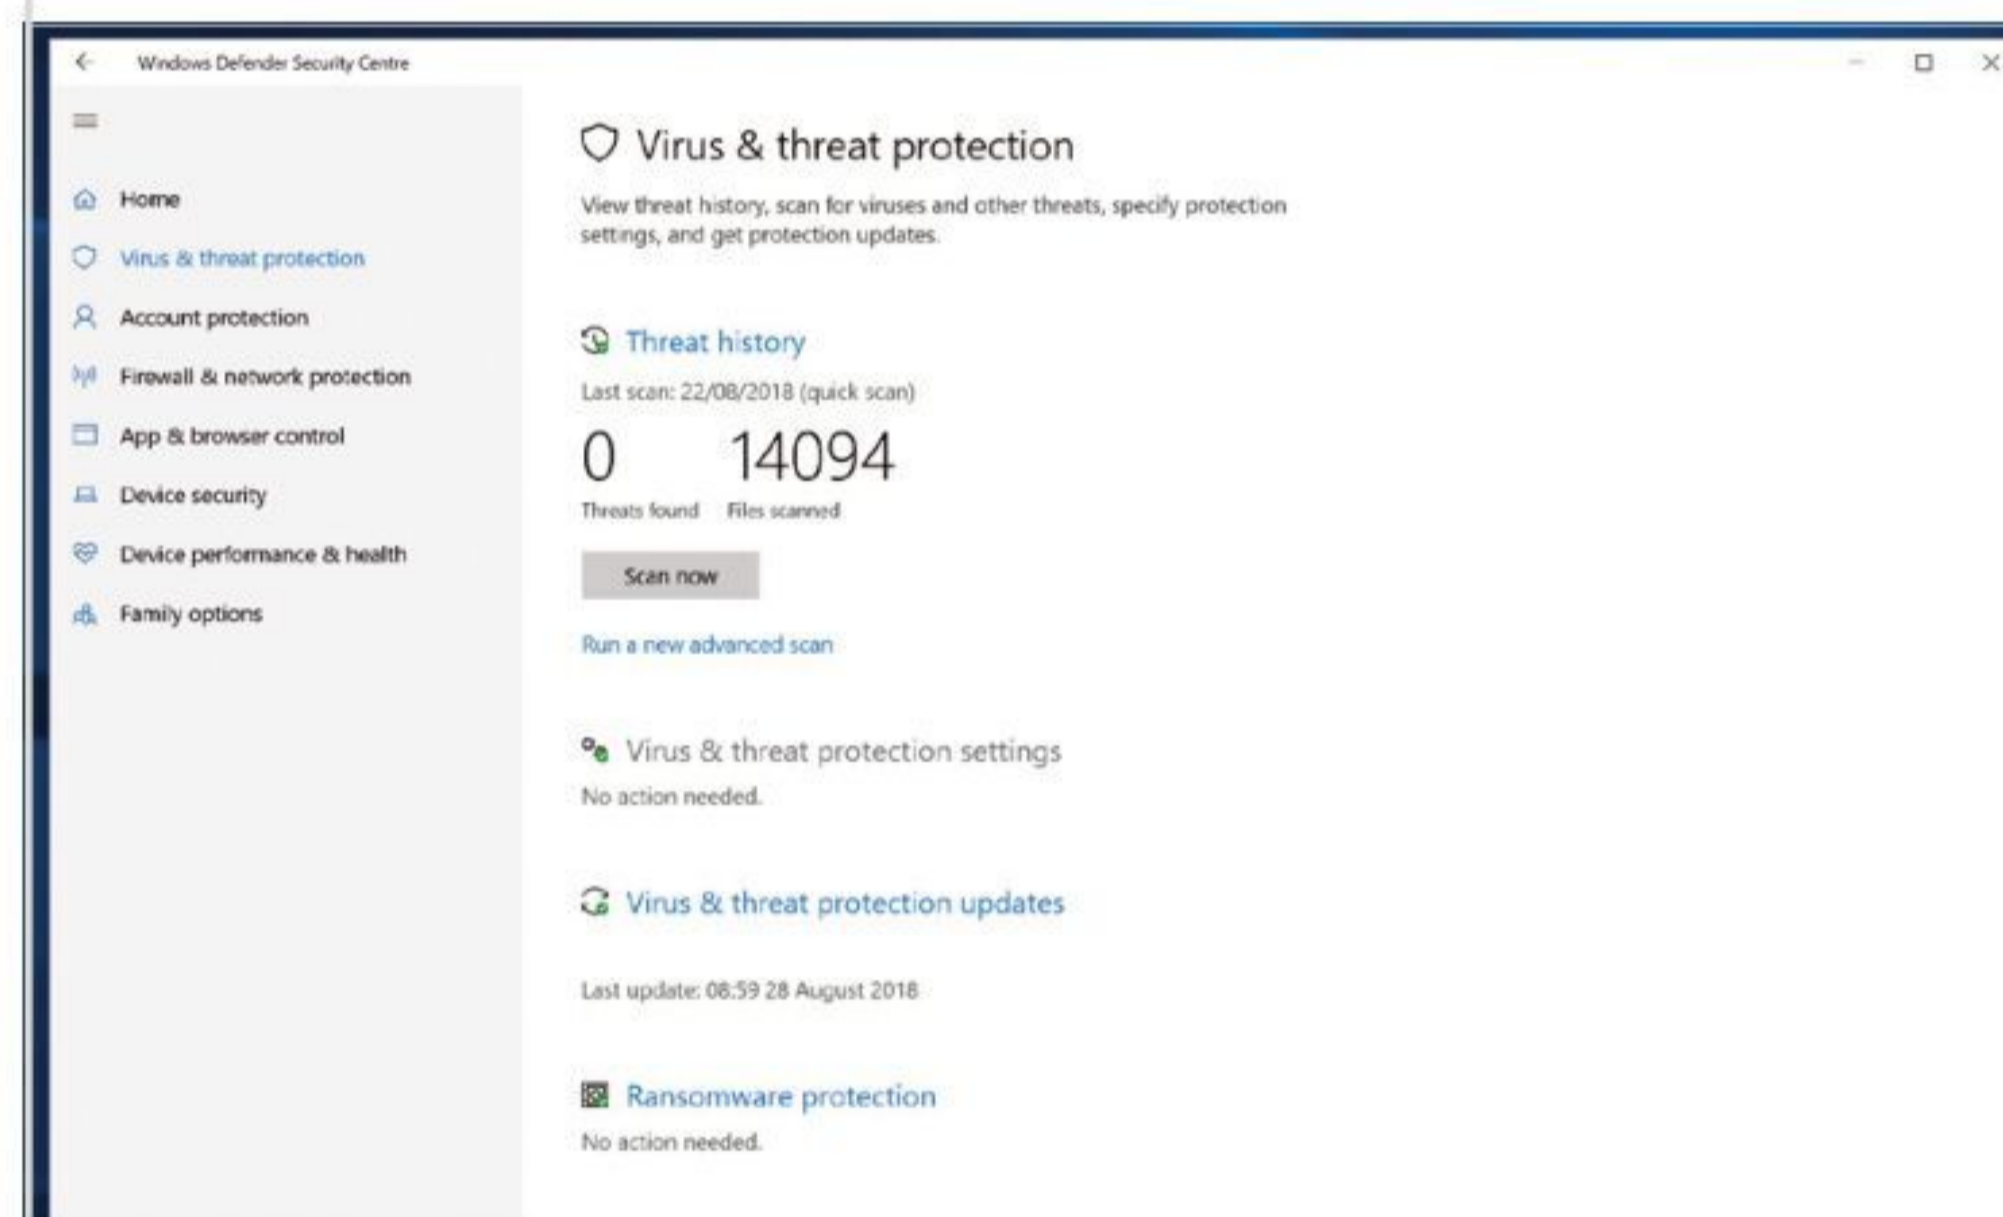 Windows Defender Security Centre
Home
Virus & threat protection
Account protection
Firewall & network protection
App & browser control
Device security
Device performance & health
Family options
Virus & threat protection
View threat history, scan for viruses and other threats, specify protection
settings, and get protection updates.
Threat history
Last scan: 22/08/2018 (quick scan)
0 14094
Threats found Files scanned
Scan now
Run a new advanced scan
Virus & threat protection settings
No action needed.
Virus & threat protection updates
Last update: 08:59 28 August 2018
Ransomware protection
No action needed.